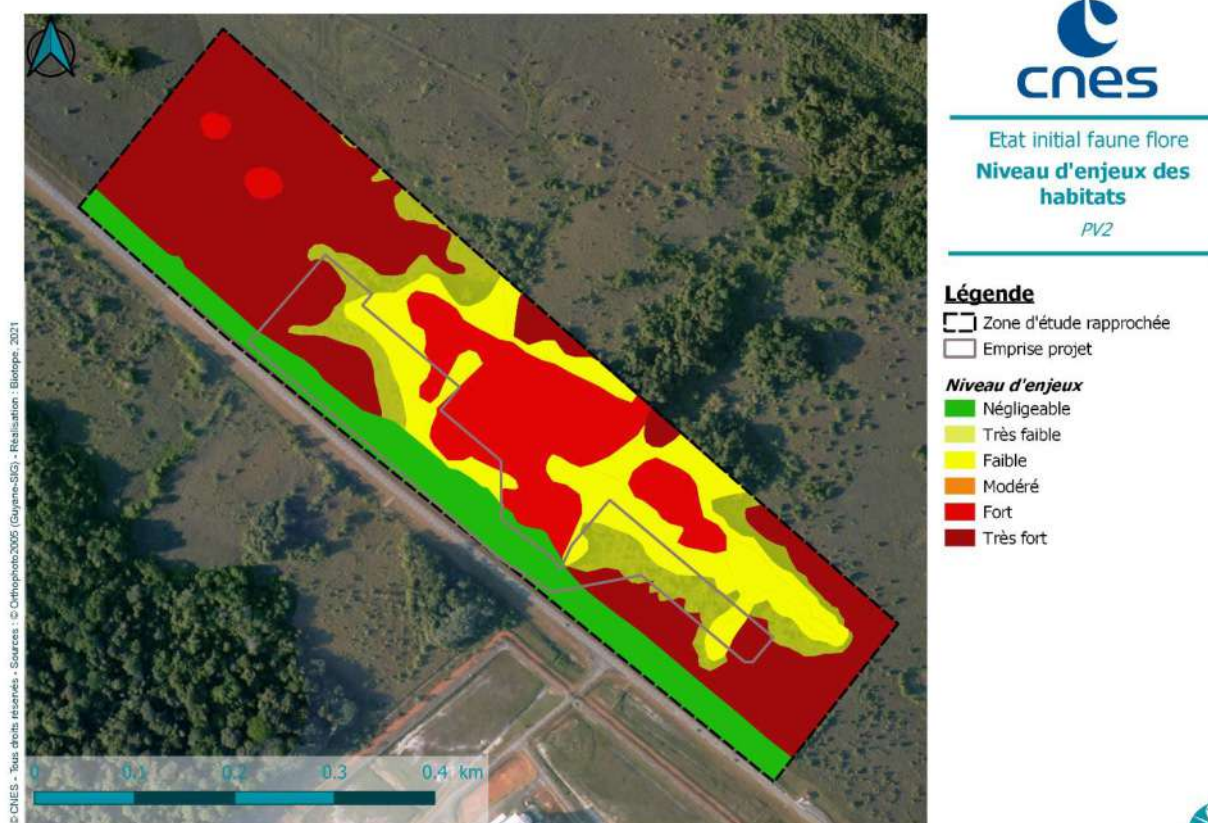 cnes
Etat initial faune flore
Niveau d'enjeux des
habitats
PV2
Légende
Zone d'étude rapprochée
Emprise projet
Niveau d'enjeux
Négligeable
Très faible
Faible
Modéré
Fort
Très fort
0 0.1 0.2 0.3 0.4 km
© CNES - Tous droits réservés - Sources : © Orthophoto2005 (Guyane-SIG) - Réalisation : Biotope, 2021